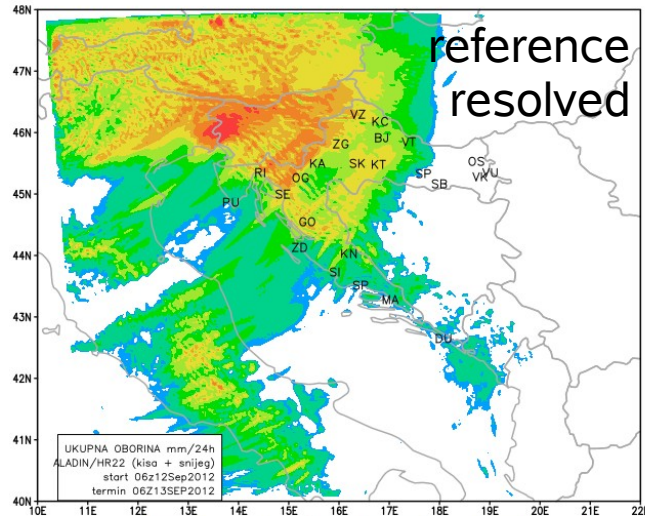 48N
reference
resolved
47N
VZ
KC
46N
BJ
ZG
VT
OS
KA
SK
KT
RI
SP
VU
OG
VK
SB
45N
SE
PU
GO
44N
ZD
KN
SI
SP
MA
43N
DU
42N
41N
UKUPNA OBORINA mm/24h
ALADIN/HR22 (kisa + snijeg)
start 06z12Sep2012
termin 06Z13SEP2012
40N
10E 11E 12E 13E 14E 15E 16E 17E 18E 19E 20E 21E 22E